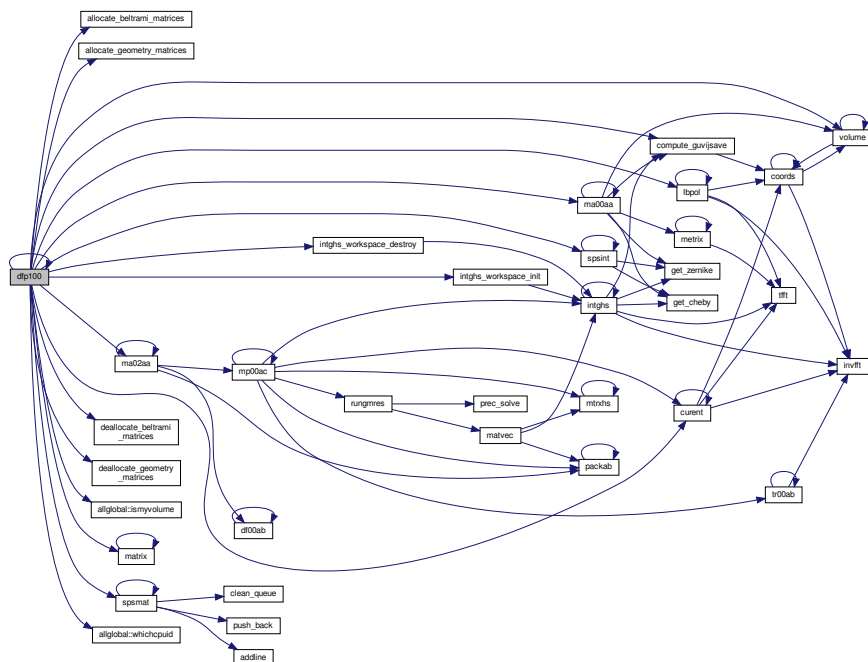 allocate_beltrami_matrices
allocate_geometry_matrices
volume
compute_guvijsave
coords
lbpol
ma00aa
metrix
intghs_workspace_destroy
spsint
get_zernike
dfp100
intghs_workspace_init
tfft
intghs
get_cheby
ma02aa
mp00ac
invfft
rungmres
prec_solve
mtrxhs
curent
deallocate_beltrami
_matrices
matvec
packab
deallocate_geometry
_matrices
tr00ab
allglobal::ismyvolume
df00ab
matrix
clean_queue
spsmat
push_back
allglobal::whichcpuid
addline